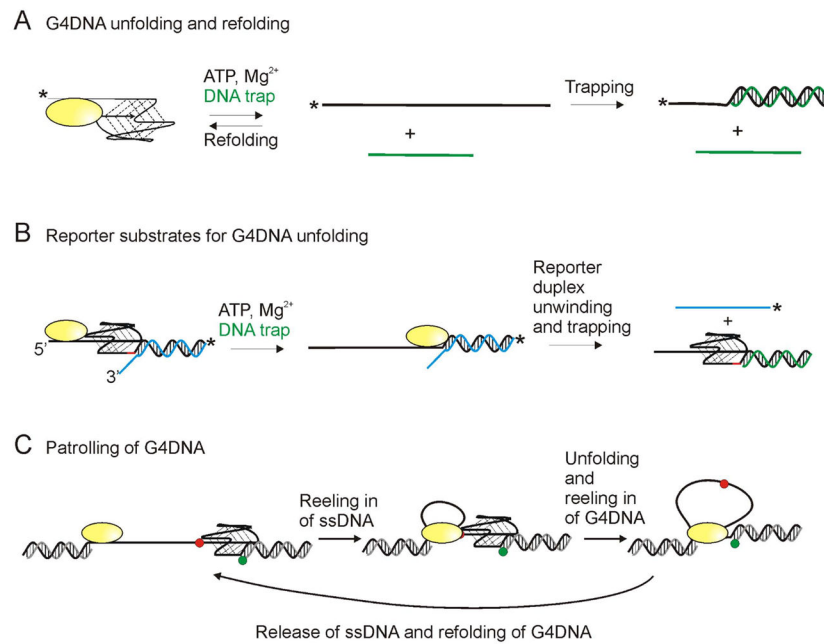 A G4DNA unfolding and refolding
*
ATP, Mg2+
DNA trap
Refolding
*
+
Trapping
*
+
B Reporter substrates for G4DNA unfolding
5'
3'
*
ATP, Mg2+
DNA trap
*
Reporter
duplex
unwinding
and trapping
*
+
C Patrolling of G4DNA
Reeling in
of ssDNA
Unfolding
and
reeling in
of G4DNA
Release of ssDNA and refolding of G4DNA